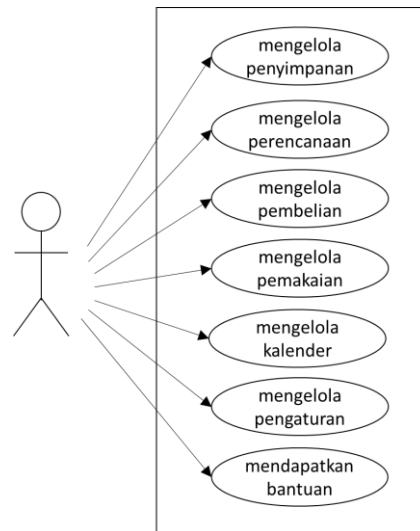 mengelola
penyimpanan
mengelola
perencanaan
mengelola
pembelian
mengelola
pemakaian
mengelola
kalender
mengelola
pengaturan
mendapatkan
bantuan